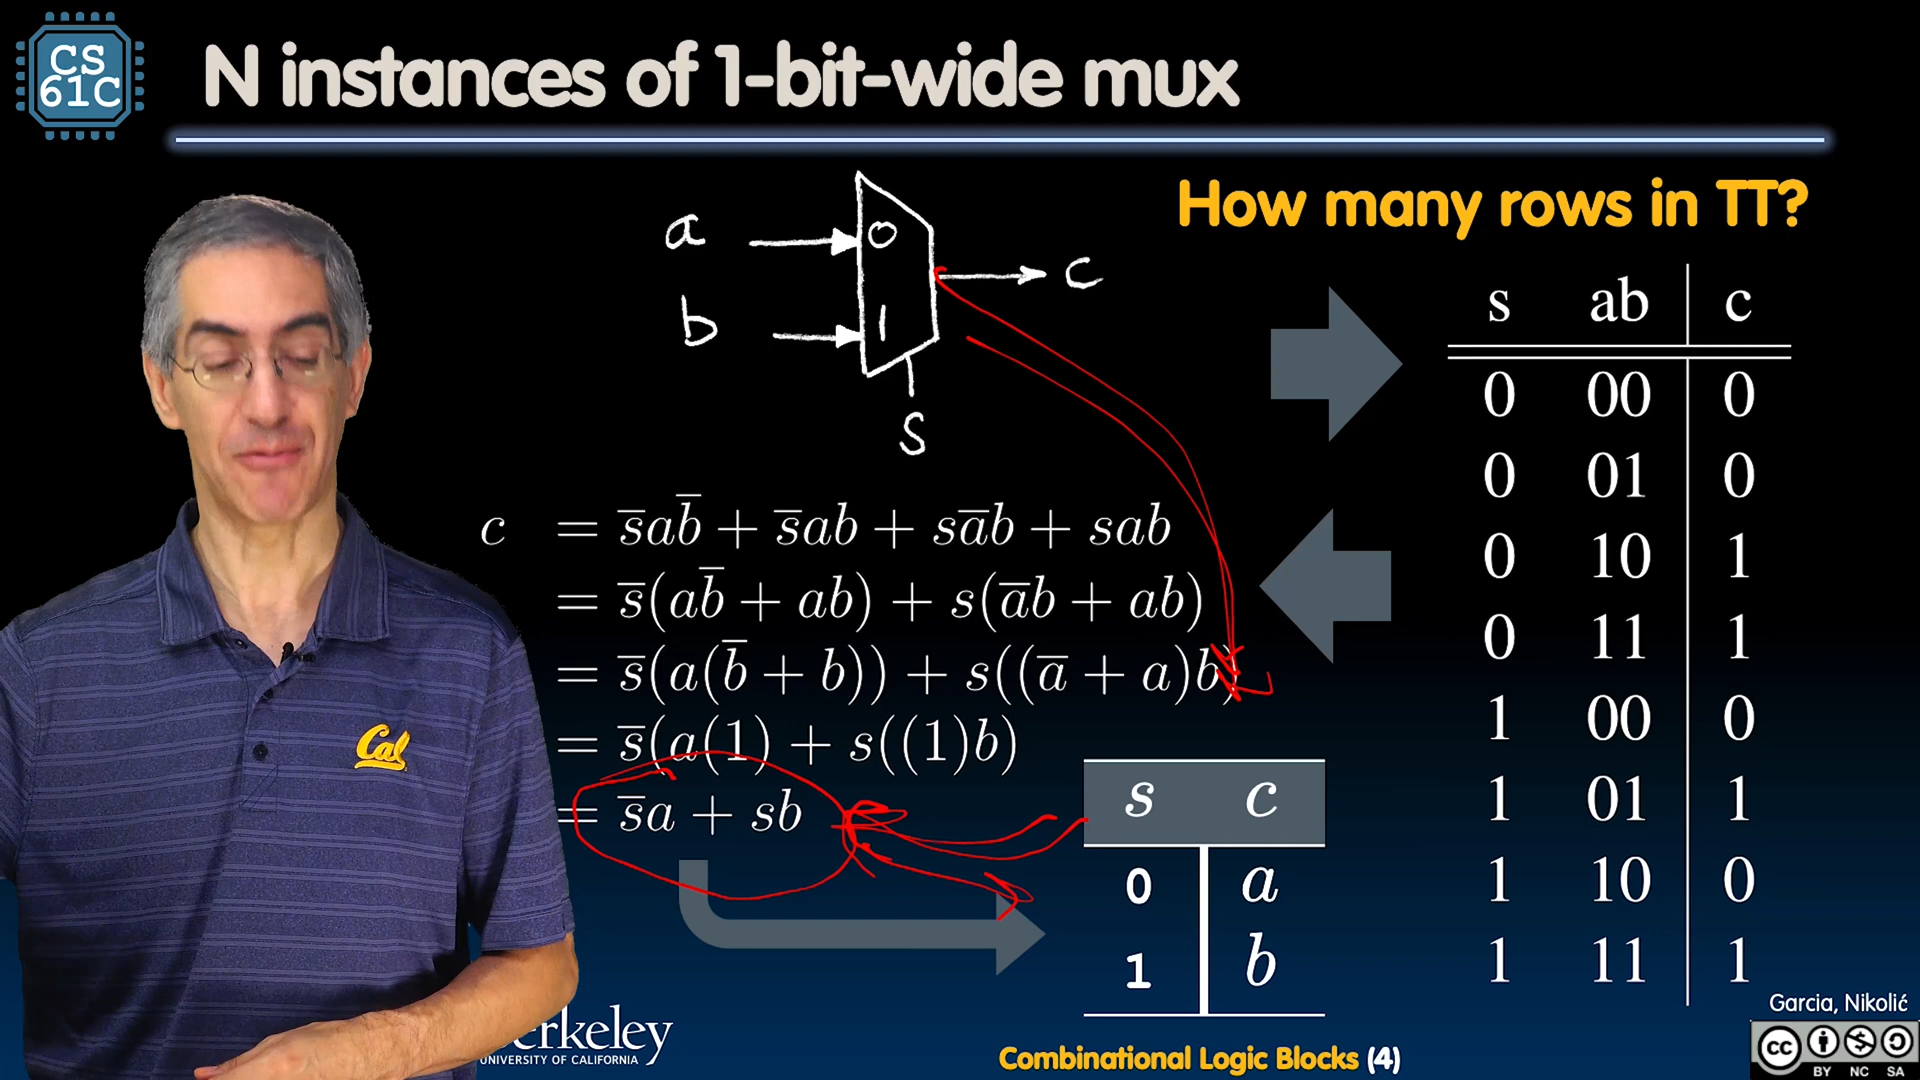 CS
61C
N instances of 1-bit-wide mux
How many rows in TT?
a 0
b 1
c
s
c = s̅ab̅ + s̅ab + sa̅b + sab
= s̅(ab̅ + ab) + s(a̅b + ab)
= s̅(a(b̅ + b)) + s((a̅ + a)b)
= s̅(a(1) + s((1)b)
= s̅a + sb
s c
0 a
1 b
s ab c
0 00 0
0 01 0
0 10 1
0 11 1
1 00 0
1 01 1
1 10 0
1 11 1
Cal
erkeley
UNIVERSITY OF CALIFORNIA
Combinational Logic Blocks (4)
Garcia, Nikolić
cc
BY NC SA